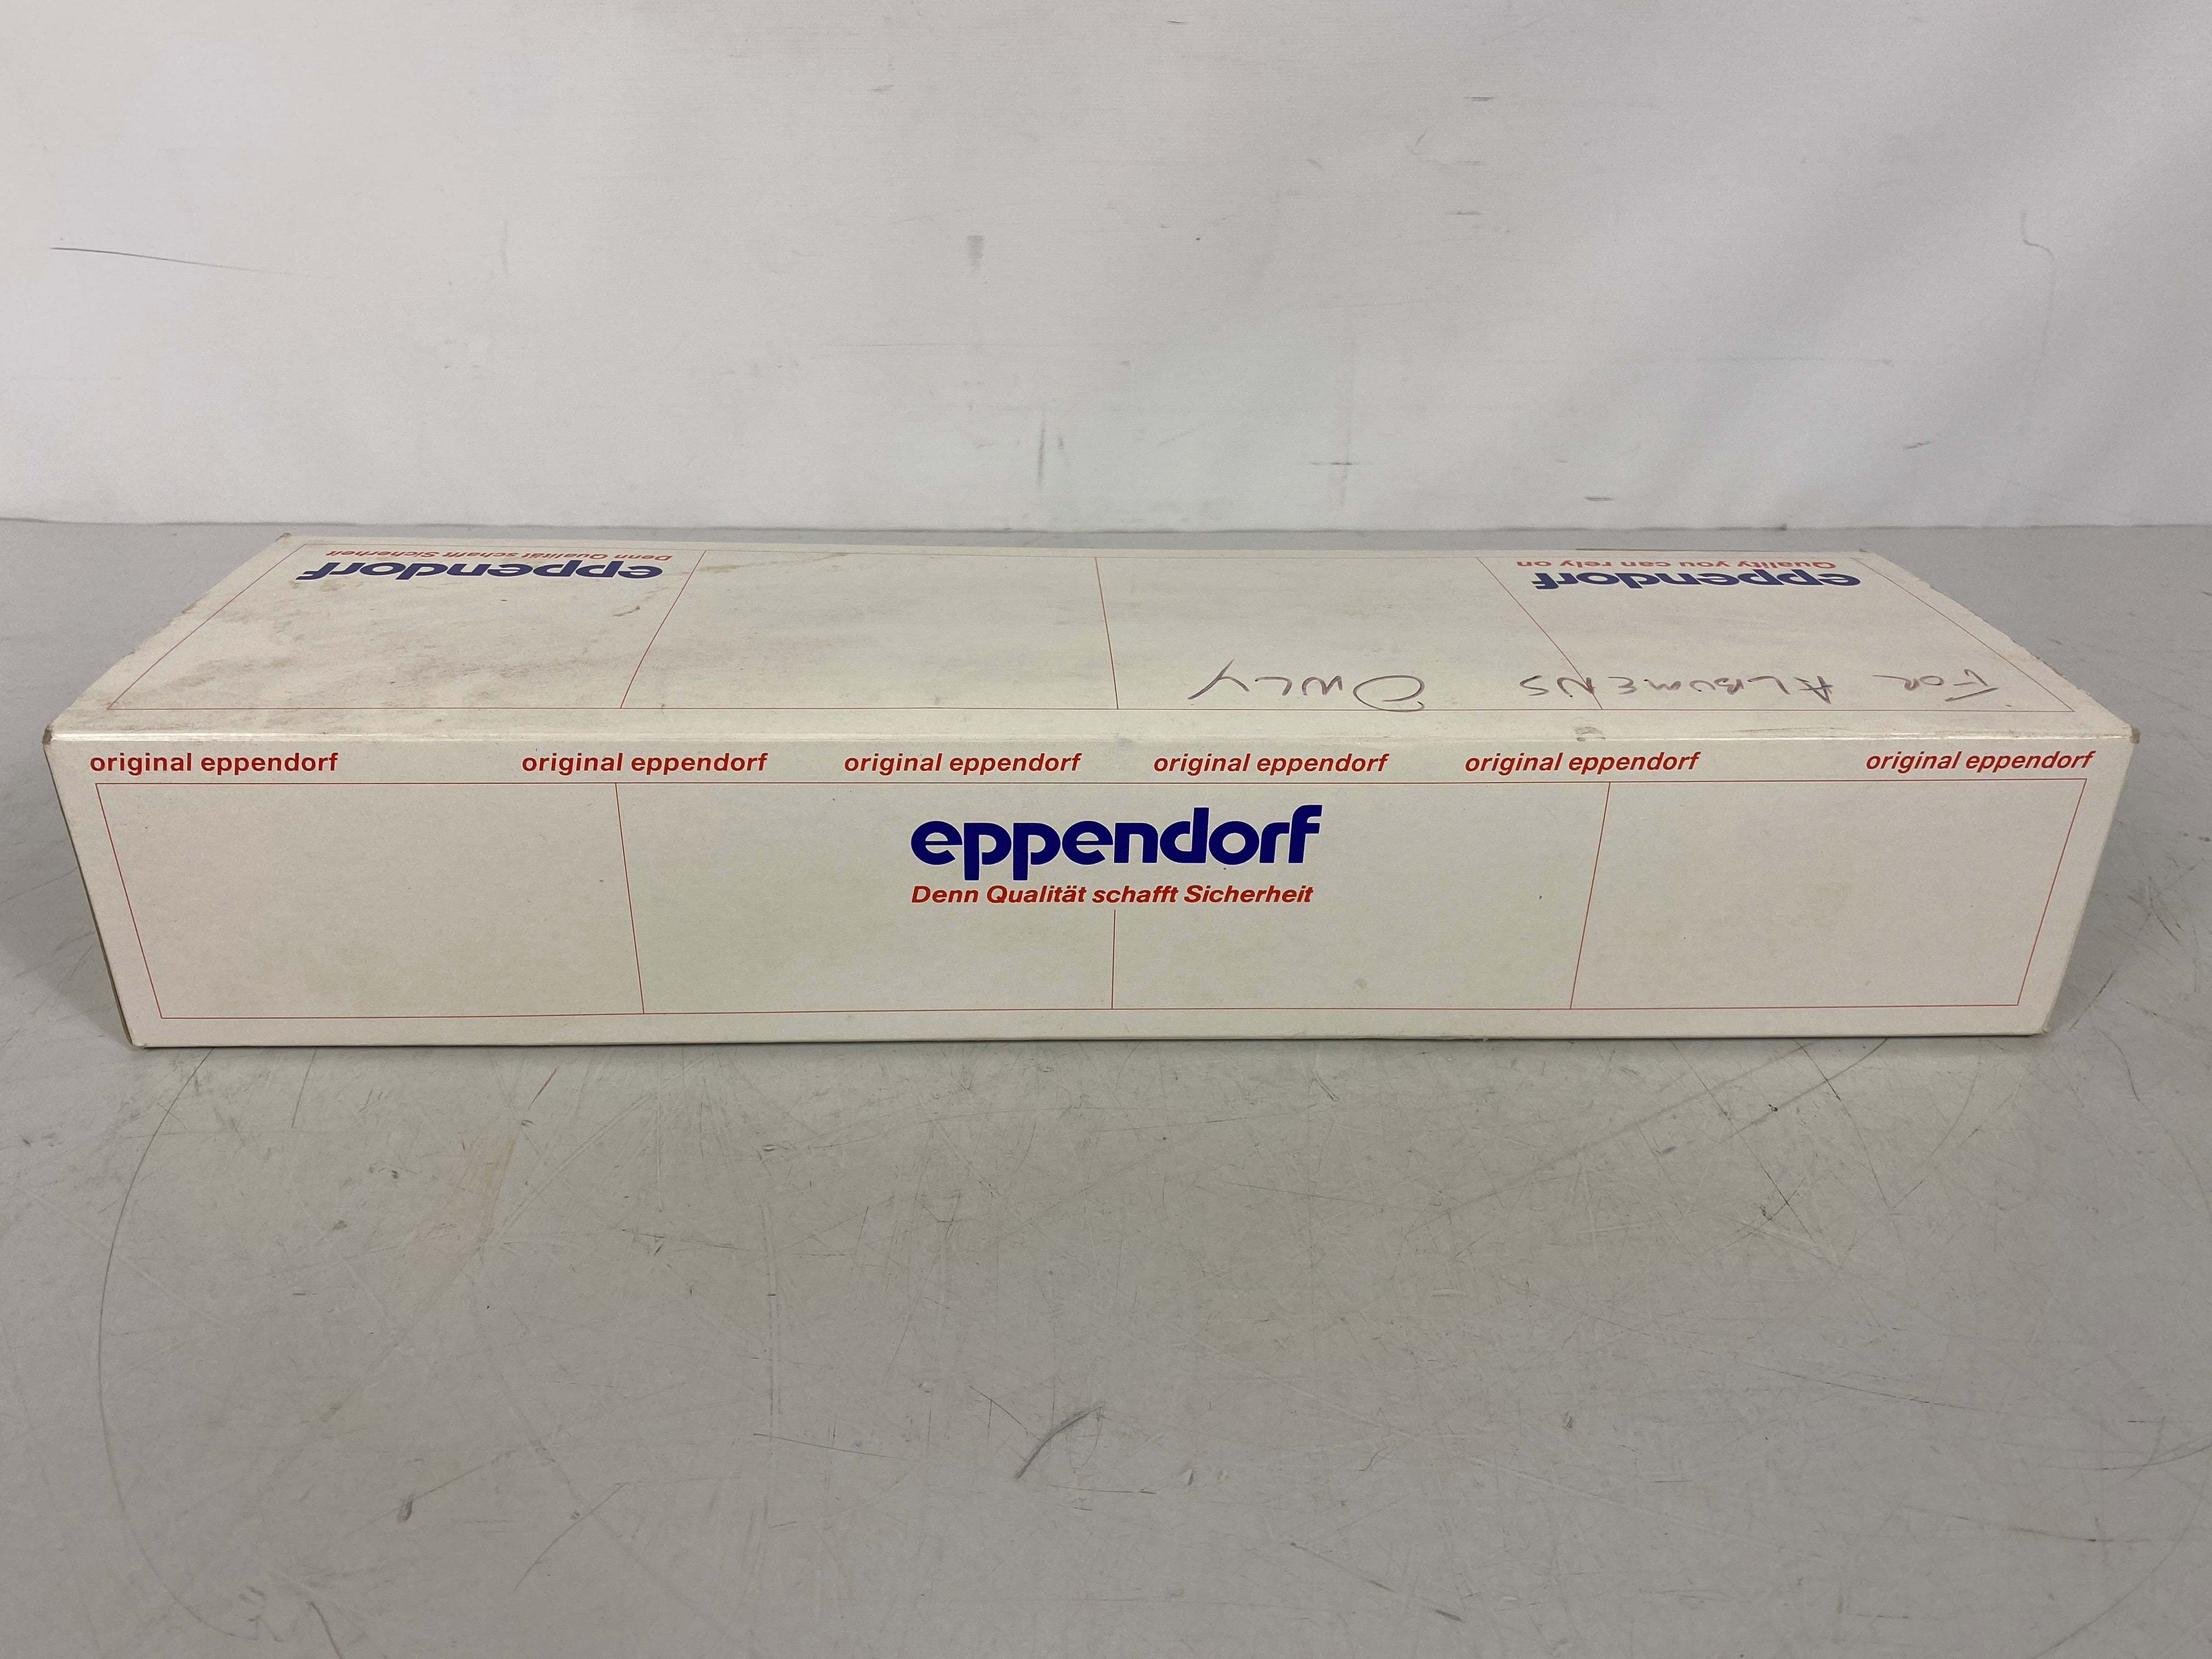 Denn Qualität schafft Sicherheit
eppendorf
Quality you can rely on
eppendorf
FOR ALBUMENS ONLY
original eppendorf original eppendorf original eppendorf original eppendorf original eppendorf original eppendorf
eppendorf
Denn Qualität schafft Sicherheit